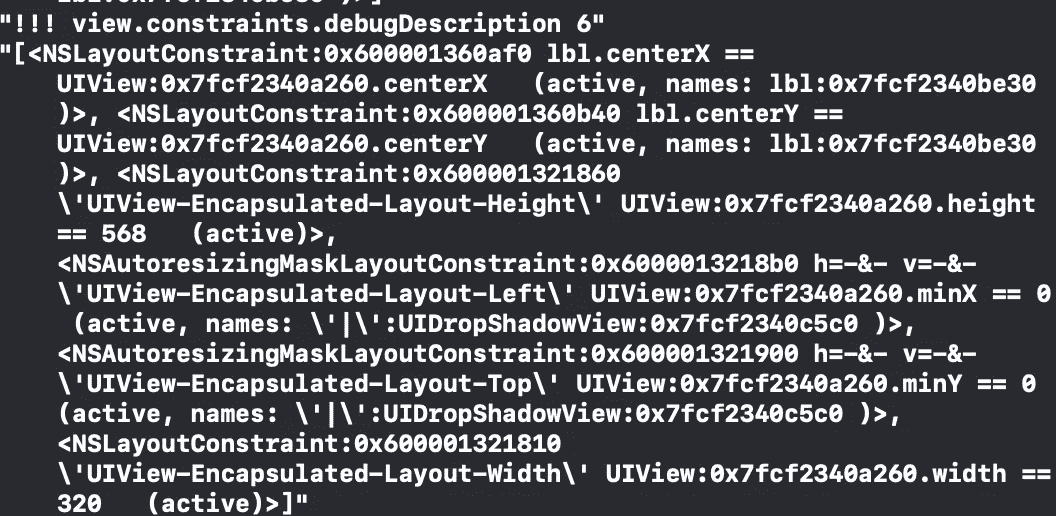 "!!! view.constraints.debugDescription 6"
"[<NSLayoutConstraint:0x600001360af0 lbl.centerX ==
UIView:0x7fcf2340a260.centerX   (active, names: lbl:0x7fcf2340be30
)>, <NSLayoutConstraint:0x600001360b40 lbl.centerY ==
UIView:0x7fcf2340a260.centerY   (active, names: lbl:0x7fcf2340be30
)>, <NSLayoutConstraint:0x600001321860
\'UIView-Encapsulated-Layout-Height\' UIView:0x7fcf2340a260.height
== 568   (active)>,
<NSAutoresizingMaskLayoutConstraint:0x6000013218b0 h=-&- v=-&-
\'UIView-Encapsulated-Layout-Left\' UIView:0x7fcf2340a260.minX == 0
(active, names: \'|\':UIDropShadowView:0x7fcf2340c5c0 )>,
<NSAutoresizingMaskLayoutConstraint:0x600001321900 h=-&- v=-&-
\'UIView-Encapsulated-Layout-Top\' UIView:0x7fcf2340a260.minY == 0
(active, names: \'|\':UIDropShadowView:0x7fcf2340c5c0 )>,
<NSLayoutConstraint:0x600001321810
\'UIView-Encapsulated-Layout-Width\' UIView:0x7fcf2340a260.width ==
320   (active)>]"